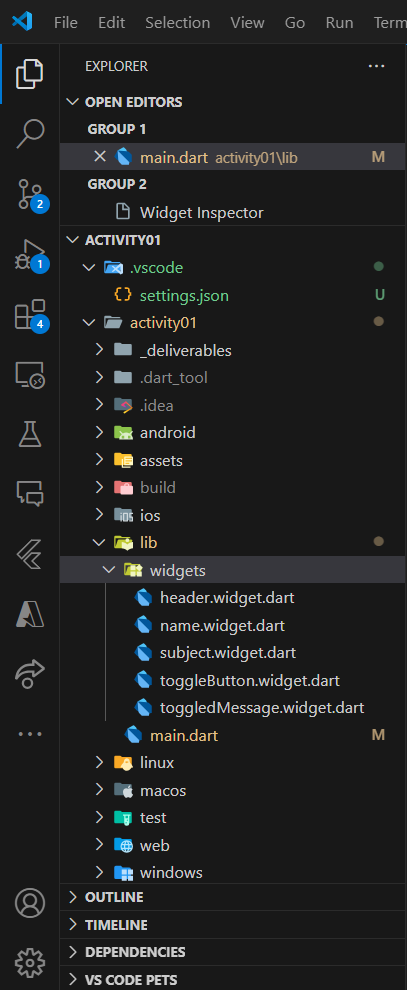 File Edit Selection View Go Run Term
EXPLORER
OPEN EDITORS
GROUP 1
main.dart activity01\lib M
GROUP 2
Widget Inspector
ACTIVITY01
.vscode
settings.json U
activity01
_deliverables
.dart_tool
.idea
android
assets
build
iOS ios
lib
widgets
header.widget.dart
name.widget.dart
subject.widget.dart
toggleButton.widget.dart
toggledMessage.widget.dart
main.dart M
linux
macos
test
web
windows
OUTLINE
TIMELINE
DEPENDENCIES
VS CODE PETS
2
1
4